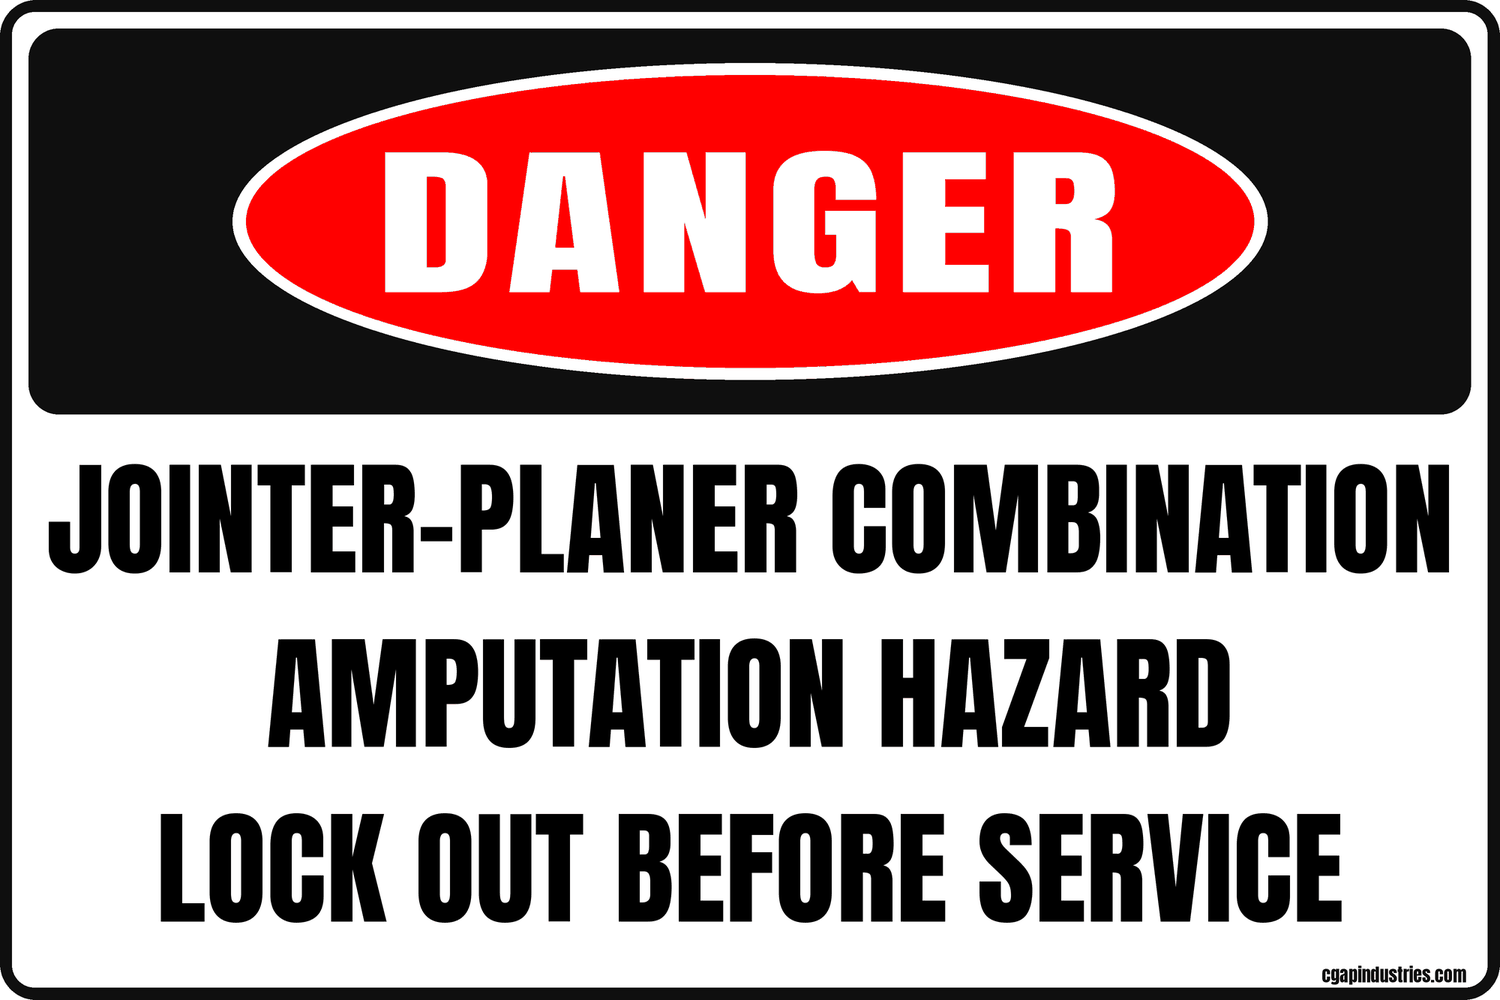 DANGER
JOINTER-PLANER COMBINATION
AMPUTATION HAZARD
LOCK OUT BEFORE SERVICE
cgapindustries.com